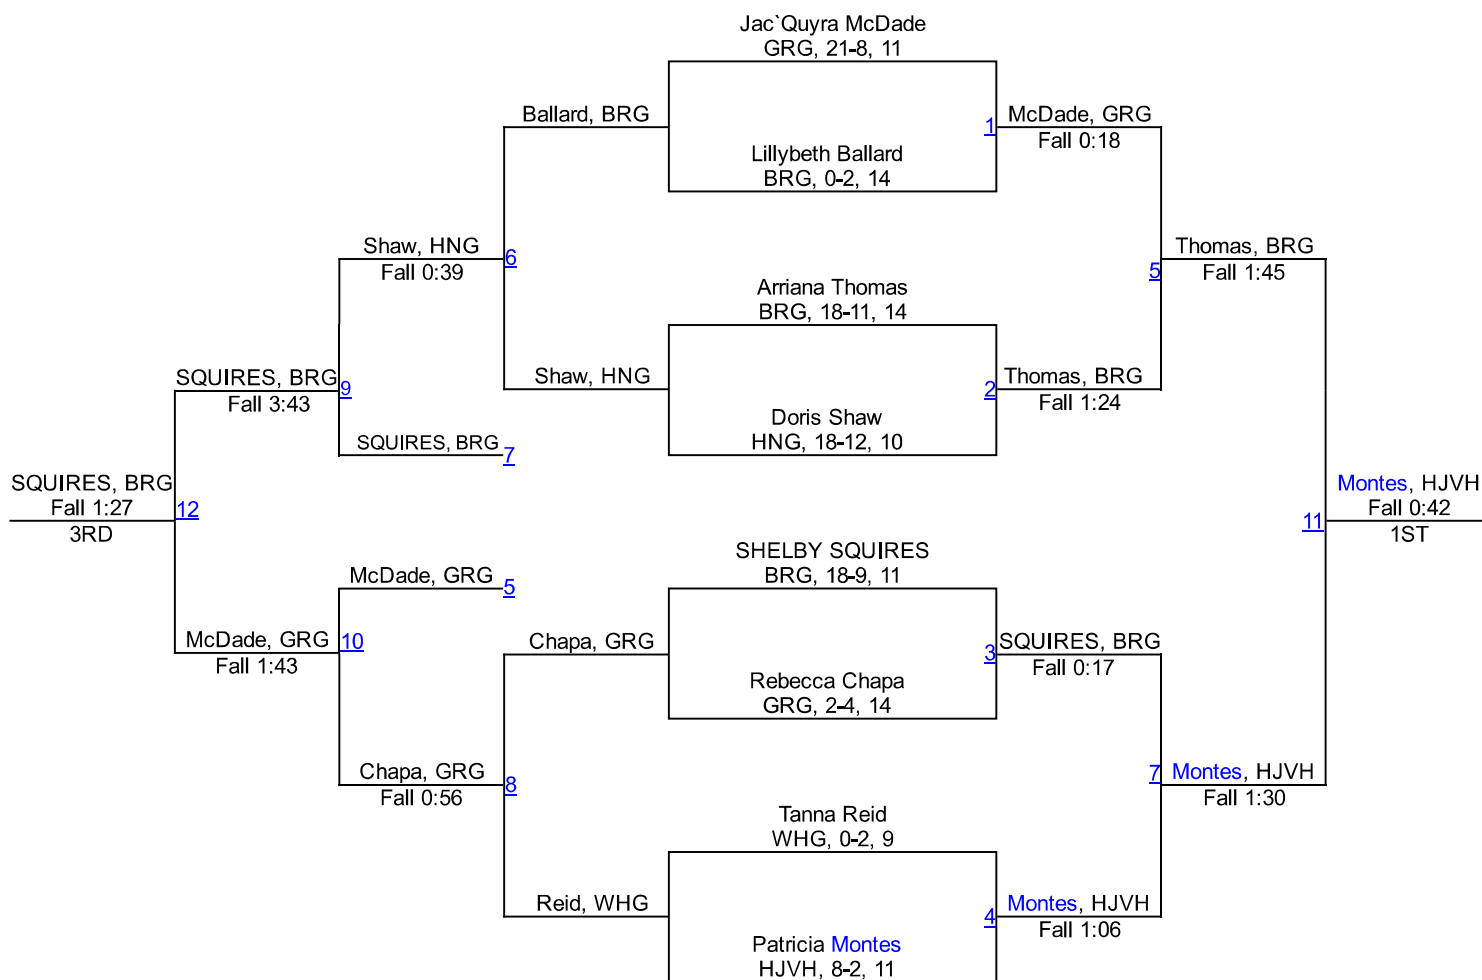 Jac`Quyra McDade
GRG, 21-8, 11
Ballard, BRG
1
McDade, GRG
Fall 0:18
Lillybeth Ballard
BRG, 0-2, 14
Shaw, HNG
Fall 0:39
6
Thomas, BRG
Fall 1:45
5
Arriana Thomas
BRG, 18-11, 14
SQUIRES, BRG
Fall 3:43
9
Shaw, HNG
2
Thomas, BRG
Fall 1:24
Doris Shaw
HNG, 18-12, 10
SQUIRES, BRG
7
SQUIRES, BRG
Fall 1:27
3RD
12
11
Montes, HJVH
Fall 0:42
1ST
SHELBY SQUIRES
BRG, 18-9, 11
McDade, GRG
5
McDade, GRG
Fall 1:43
10
Chapa, GRG
3
SQUIRES, BRG
Fall 0:17
Rebecca Chapa
GRG, 2-4, 14
Chapa, GRG
Fall 0:56
8
7
Montes, HJVH
Fall 1:30
Tanna Reid
WHG, 0-2, 9
Reid, WHG
4
Montes, HJVH
Fall 1:06
Patricia Montes
HJVH, 8-2, 11